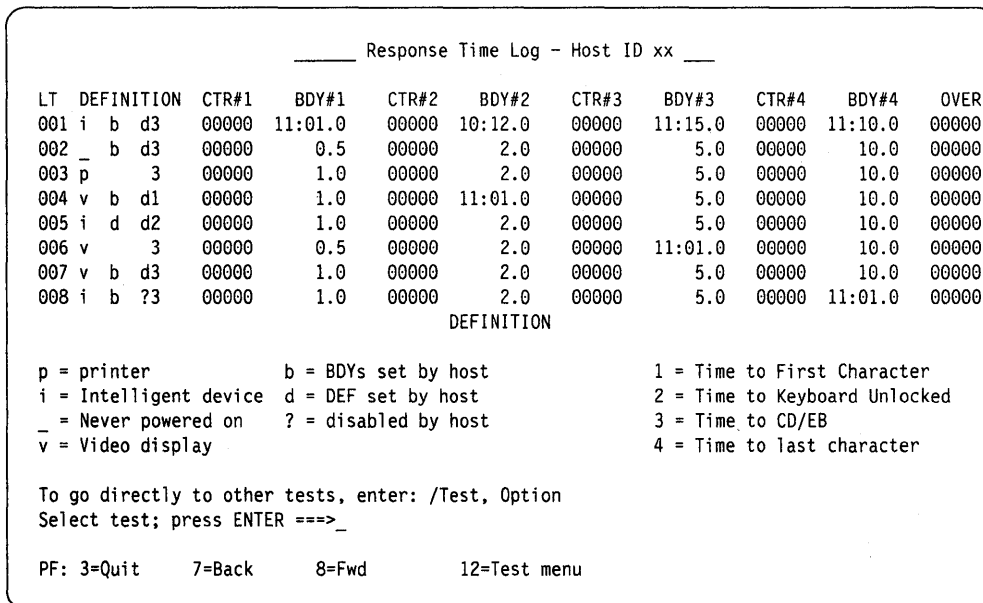 ______ Response Time Log - Host ID xx ___
LT DEFINITION CTR#1 BDY#1 CTR#2 BDY#2 CTR#3 BDY#3 CTR#4 BDY#4 OVER
001 i b d3 00000 11:01.0 00000 10:12.0 00000 11:15.0 00000 11:10.0 00000
002 _ b d3 00000 0.5 00000 2.0 00000 5.0 00000 10.0 00000
003 p 3 00000 1.0 00000 2.0 00000 5.0 00000 10.0 00000
004 v b d1 00000 1.0 00000 11:01.0 00000 5.0 00000 10.0 00000
005 i d d2 00000 1.0 00000 2.0 00000 5.0 00000 10.0 00000
006 v 3 00000 0.5 00000 2.0 00000 11:01.0 00000 10.0 00000
007 v b d3 00000 1.0 00000 2.0 00000 5.0 00000 10.0 00000
008 i b ?3 00000 1.0 00000 2.0 00000 5.0 00000 11:01.0 00000
DEFINITION
p = printer b = BDYs set by host 1 = Time to First Character
i = Intelligent device d = DEF set by host 2 = Time to Keyboard Unlocked
_ = Never powered on ? = disabled by host 3 = Time to CD/EB
v = Video display 4 = Time to last character
To go directly to other tests, enter: /Test, Option
Select test; press ENTER ===>_
PF: 3=Quit 7=Back 8=Fwd 12=Test menu